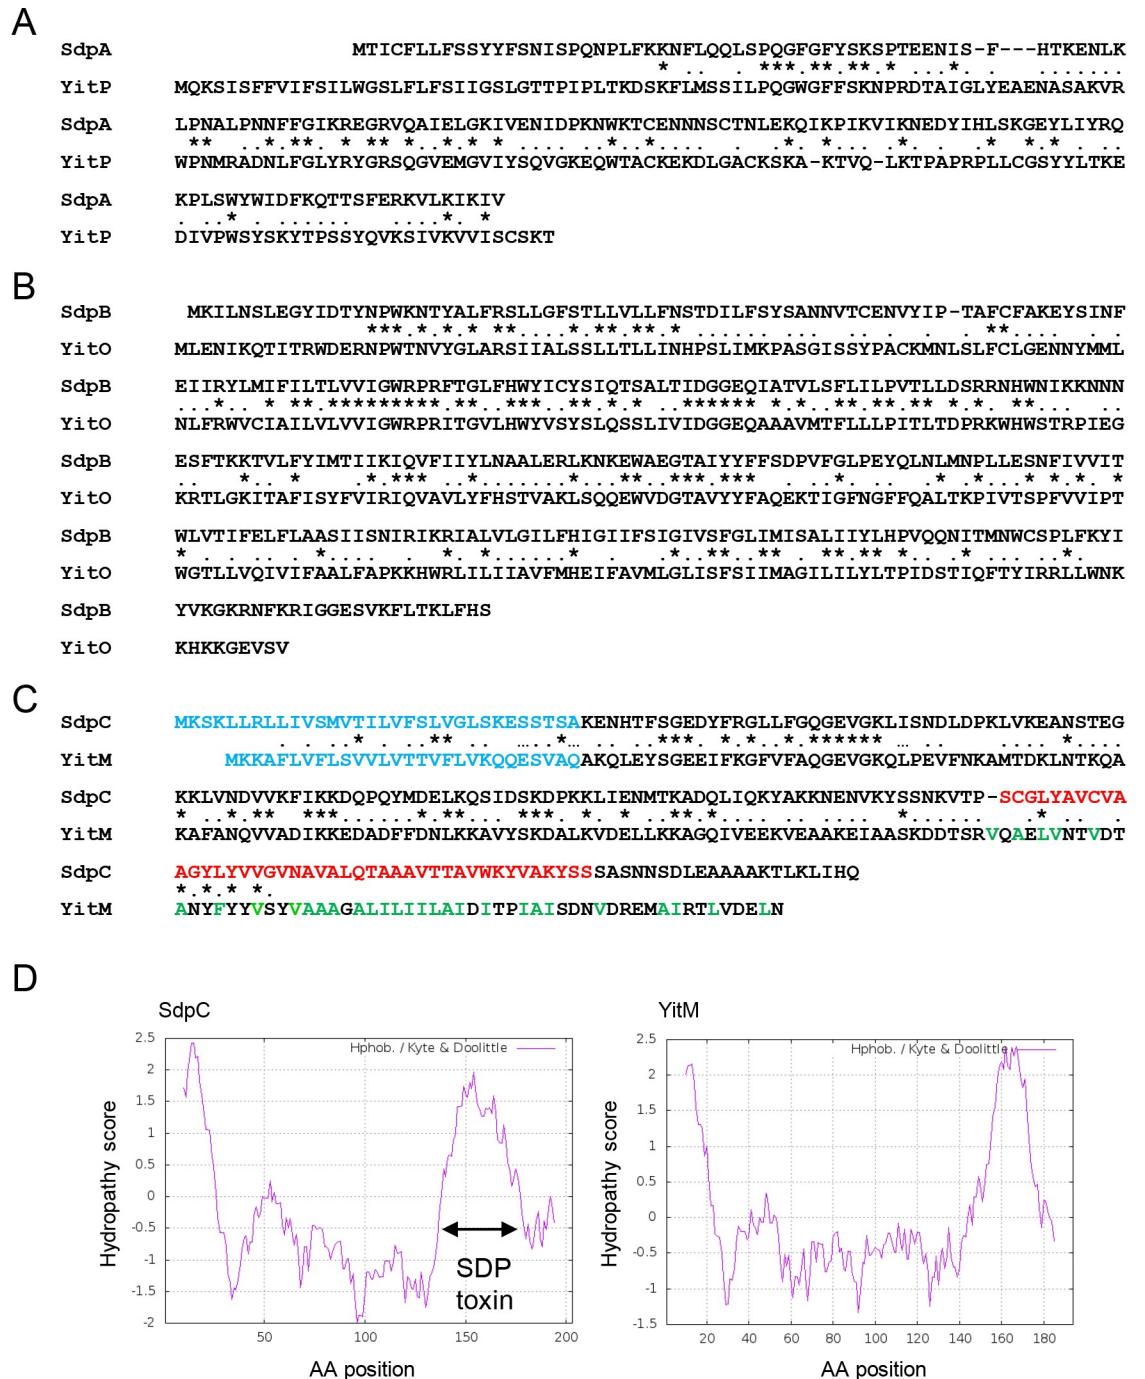 A
SdpA MTICFLLFSSYYFSNISPQNPLFKKNFLQQLSPQGFGFYSKSPTEENIS-F---HTKENLK
* .. . ***.**.**.* ...* . .......
YitP MQKSISFFVIFSILWGSLFLFSIIGSLGTTPIPLTKDSKFLMSSILPQGWGFFSKNPRDTAIGLYEAENASAKVR
SdpA LPNALPNNFFGIKREGRVQAIELGKIVENIDPKNWKTCENNNSCTNLEKQIKPIKVIKNEDYIHLSKGEYLIYRQ
YitP WPNMRADNLFGLYRYGRSQGVEMGVIYSQVGKEQWTACKEKDLGACKSKA-KTVQ-LKTPAPRPLLCGSYYLTKE
SdpA KPLSWYWIDFKQTTSFERKVLKIKIV
. ..* . ...... ....*. *
YitP DIVPWSYSKYTPSSYQVKSIVKVVISCSKT
B
SdpB MKILNSLEGYIDTYNPWKNTYALFRSLLGFSTLLVLLFNSTDILFSYSANNVTCENVYIP-TAFCFAKEYSINF
YitO MLENIKQTITRWDERNPWTNVYGLARSIIALSSLLTLLINHPSLIMKPASGISSYPACKMNLSLFCLGENNYMML
SdpB EIIRYLMIFILTLVVIGWRPRFTGLFHWYICYSIQTSALTIDGGEQIATVLSFLILPVTLLDSRRNHWNIKKNNN
YitO NLFRWVCIAILVLVVIGWRPRITGVLHWYVSYSLQSSLIVIDGGEQAAAVMTFLLLPITLTDPRKWHWSTRPIEG
SdpB ESFTKKTVLFYIMTIIKIQVFIIYLNAALERLKNKEWAEGTAIYYFFSDPVFGLPEYQLNLMNPLLESNFIVVIT
YitO KRTLGKITAFISYFVIRIQVAVLYFHSTVAKLSQQEWVDGTAVYYFAQEKTIGFNGFFQALTKPIVTSPFVVIPT
SdpB WLVTIFELFLAASIISNIRIKRIALVLGILFHIGIIIFSIGIVSFGLIMISALIIYLHPVQQNITMNWCSPLFKYI
YitO WGTLLVQIVIFAALFAPKKHWRLILIIAVFMHEIFAVMLGLISFSIIMAGILILYLTPIDSTIQFTYIRRLLWNK
SdpB YVKGKRNFKRIGGESVKFLTKLFHS
YitO KHKKGEVSV
C
SdpC MKSKLLRLLIVSMVTILVFSLVGLSKESSTSAKENHTFSGEDYFRGLLFGQGEVGKLISNDLDPKLVKEANSTEG
YitM MKKAFLVFLSVVLVTTVFLVKQQESVAQAKQLEYSGEEIFKGFVFAQGEVGKQLPEVFNKAMTDKLNTKQA
SdpC KKLVNDVVKFIKKDQPQYMDELKQSIDSKDPKKLIENMTKADQLIQKYAKKNENVKYSSNKVTP-SCGLYAVCVA
YitM KAFANQVVADIKKEDADFFDNLKKAVYSKDALKVDELLKKAGQIVEEKVEAAKEIAASKDDTSRVQAELVNTVDT
SdpC AGYLYVVGVNAVALQTAAAVTTAVWKYVAKYSSSASNNSDLEAAAAKTLKLIHQ
*.*.* *.
YitM ANYFYYVSYVAAAGALILIILAIDITPIAISDNVDREMAIRTLVDELN
D
SdpC
YitM
Hphob. / Kyte & Doolittle
Hphob. / Kyte & Doolittle
2.5
2
1.5
1
0.5
0
-0.5
-1
-1.5
-2
Hydropathy score
SDP
toxin
50 100 150 200
AA position
2.5
2
1.5
1
0.5
0
-0.5
-1
-1.5
Hydropathy score
20 40 60 80 100 120 140 160 180
AA position